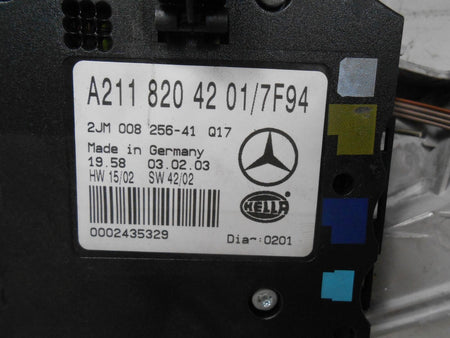 A211 820 42 01/7F94
2JM 008 256-41 Q17
Made in Germany
19.58 03.02.03
HW 15/02 SW 42/02
HELLA
0002435329 Dia-:0201